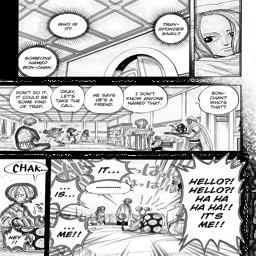 TRAN-
SPONDER
SNAIL?
WHO IS
IT?
SOMEONE
NAMED
BON-CHAN.
BON-
CHAN?
WHO'S
THAT?
I DON'T
KNOW ANYONE
NAMED THAT.
HE SAYS
HE'S A
FRIEND.
OKAY,
LET'S
TAKE THE
CALL.
DON'T DO IT.
IT COULD BE
SOME KIND
OF TRAP.
HELLO?!
HELLO?!
HA HA
HA HA!!
IT'S
ME!!
IT...
...IS...
...ME!!
CHAK...
HEY!!